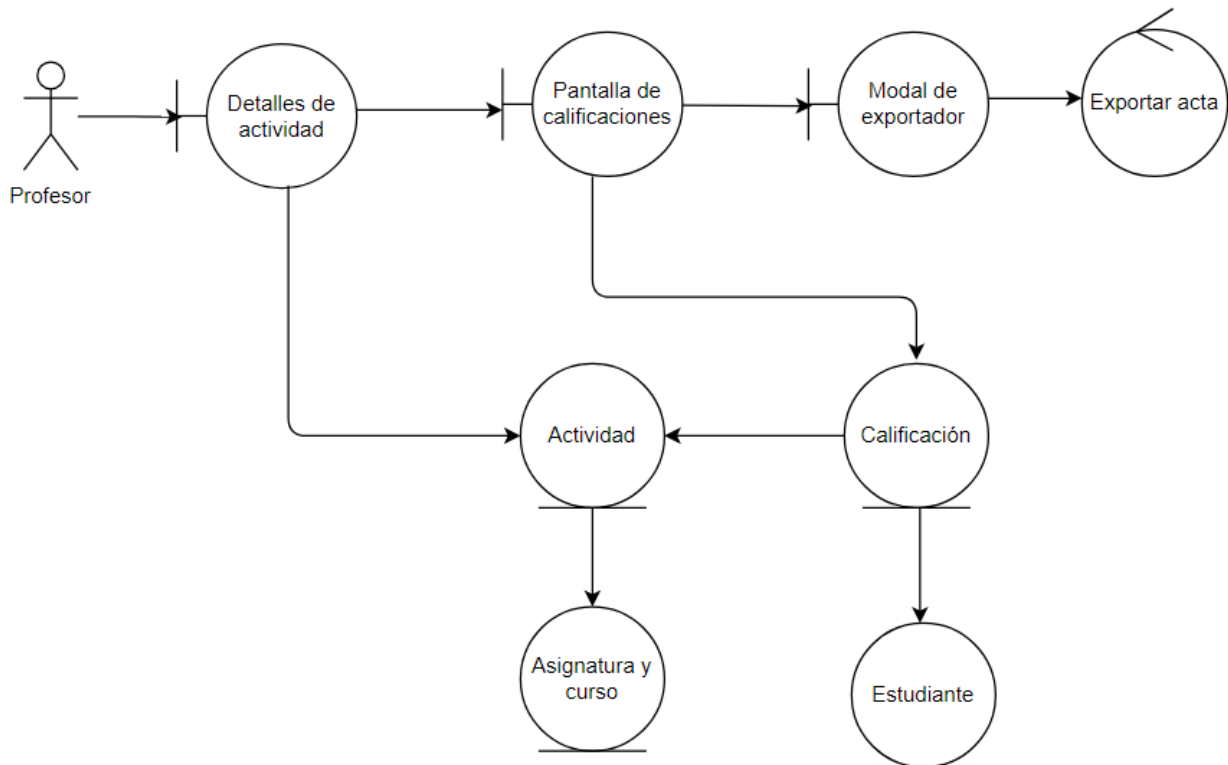 Profesor
Detalles de
actividad
Pantalla de
calificaciones
Modal de
exportador
Exportar acta
Actividad
Calificación
Asignatura y
curso
Estudiante